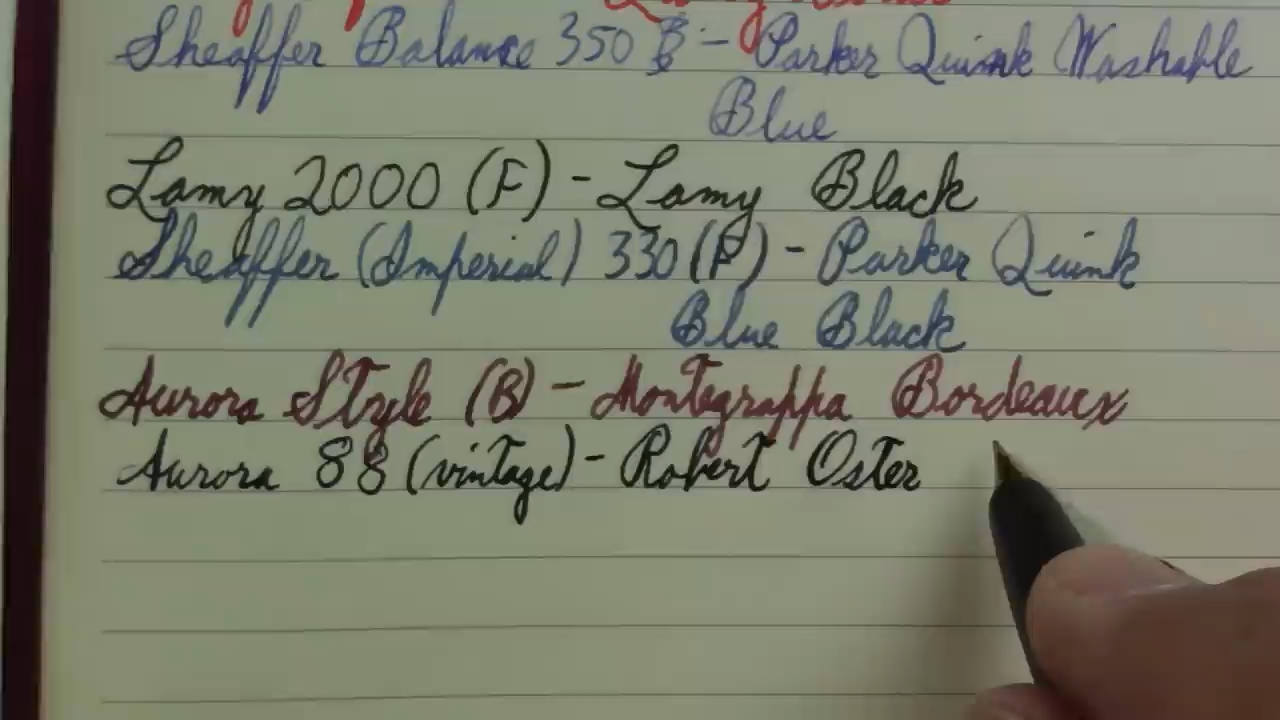 Sheaffer Balance 350 B - Parker Quink Washable
Blue
Lamy 2000 (F) - Lamy Black
Sheaffer (Imperial) 330 (F) - Parker Quink
Blue Black
Aurora Style (B) - Montegrappa Bordeaux
Aurora 88 (vintage) - Robert Oster